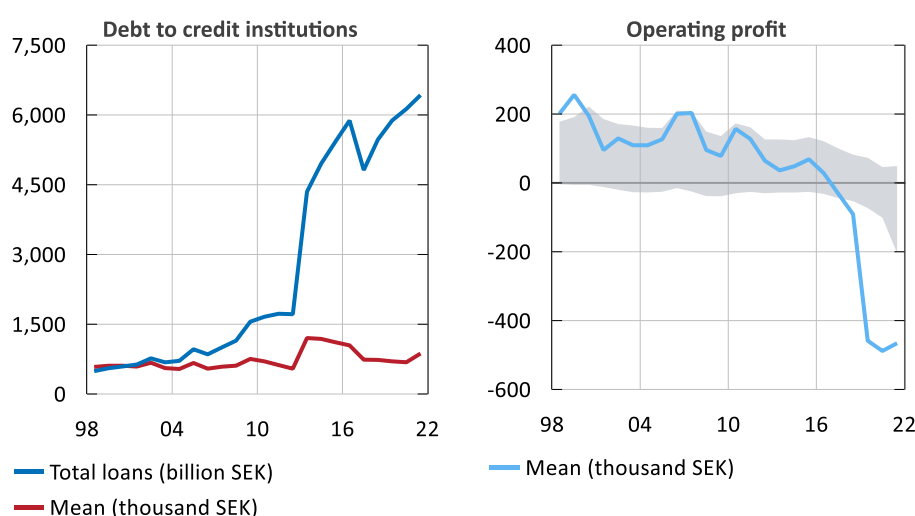 Debt to credit institutions
7,500
6,000
4,500
3,000
1,500
0
98 04 10 16 22
Total loans (billion SEK)
Mean (thousand SEK)
Operating profit
400
200
0
-200
-400
-600
98 04 10 16 22
Mean (thousand SEK)